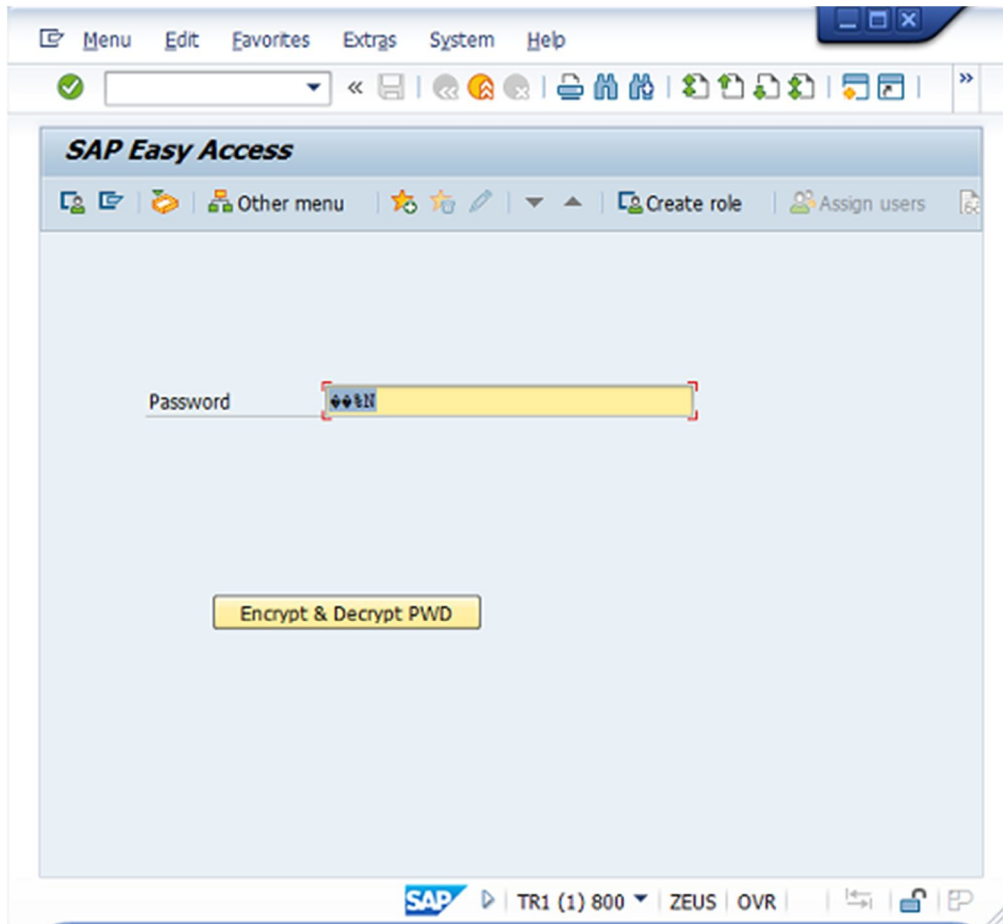 Menu Edit Favorites Extras System Help
SAP Easy Access
Other menu Create role Assign users
Password ��%N
Encrypt & Decrypt PWD
SAP TR1 (1) 800 ZEUS OVR